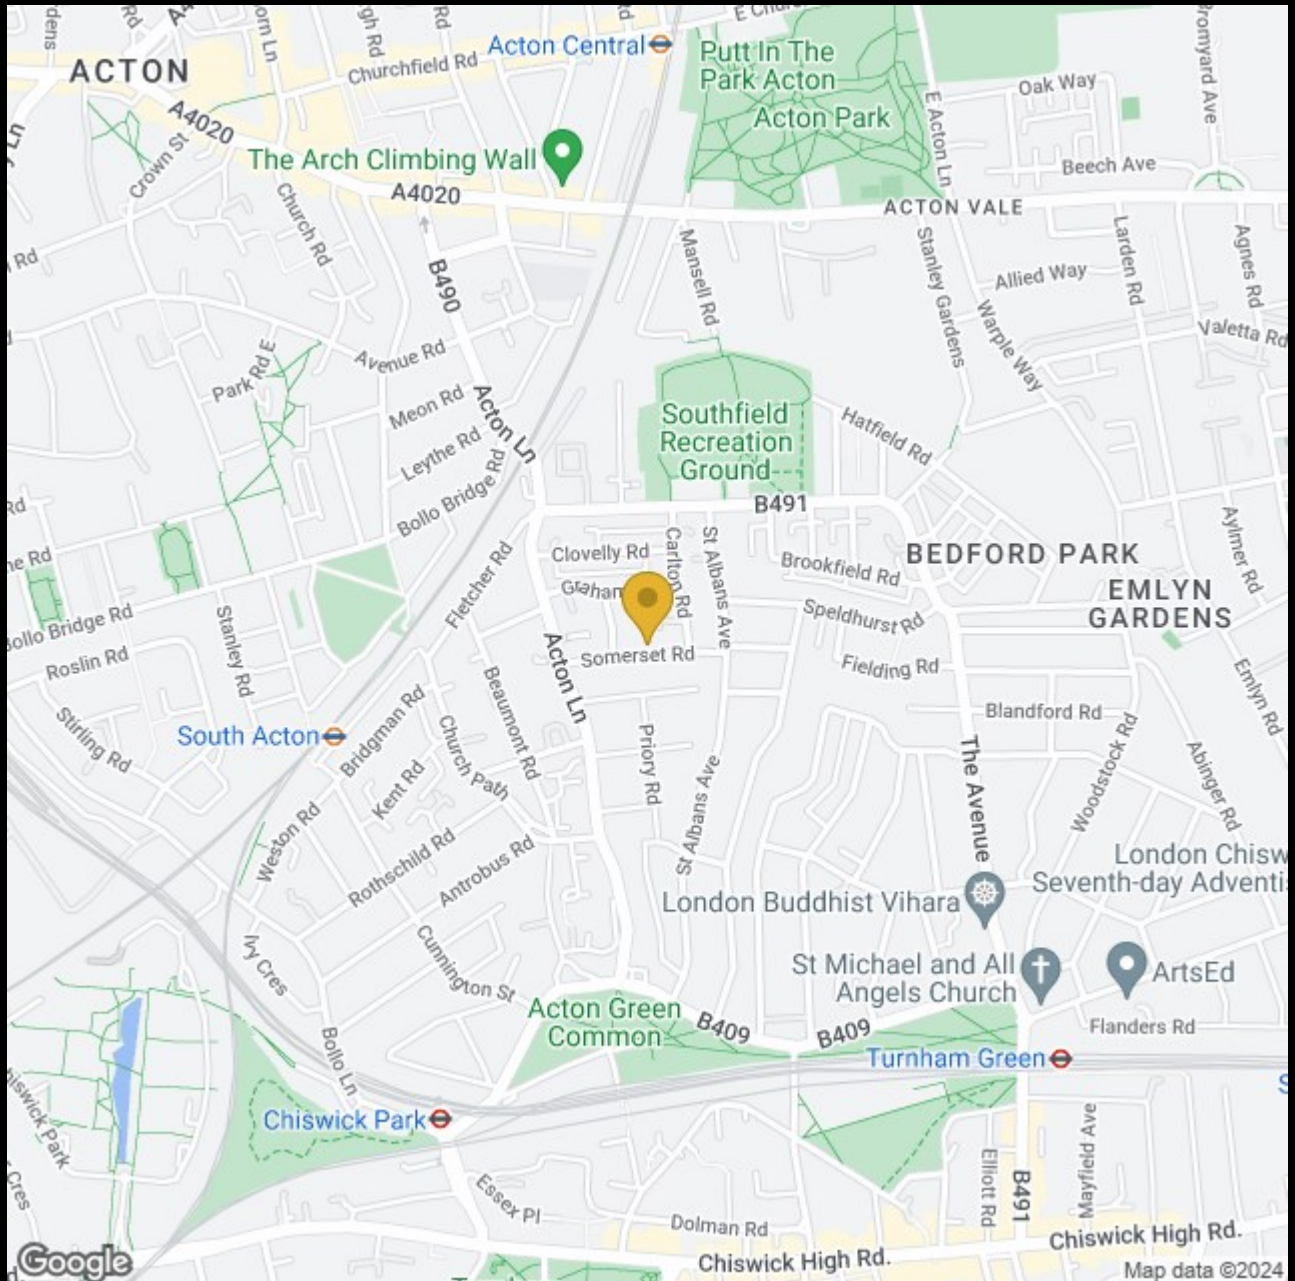 Acton Central
E Church
Putt In The
Park Acton
Acton Park
ACTON
Churchfield Rd
A4020
Crown St
The Arch Climbing Wall
A4020
Church Rd
E Acton Ln
Oak Way
Bromyard Ave
Beech Ave
ACTON VALE
B490
Mansell Rd
Stanley Gardens
Allied Way
Larden Rd
Agnes Rd
Warple Way
Valetta Rd
Park Rd E
Avenue Rd
Meon Rd
Acton Ln
Leythe Rd
Bollo Bridge Rd
Southfield
Recreation
Ground
Hatfield Rd
B491
Clovelly Rd
Carlton Rd
St Albans Ave
Graham
Brookfield Rd
BEDFORD PARK
EMLYN
GARDENS
Aylmer Rd
Speldhurst Rd
Fletcher Rd
Bollo Bridge Rd
Roslin Rd
Stanley Rd
Somerset Rd
Acton Ln
Fielding Rd
Emlyn Rd
Stirling Rd
South Acton
Bridgman Rd
Beaumont Rd
Church Path
Kent Rd
Priory Rd
St Albans Ave
Blandford Rd
The Avenue
Woodstock Rd
Abinger Rd
Weston Rd
Rothschild Rd
Antrobus Rd
London Chisw
Seventh-day Adventis
London Buddhist Vihara
Ivy Cres
Cunnington St
St Michael and All
Angels Church
ArtsEd
Acton Green
Common
B409
B409
Flanders Rd
Turnham Green
Bollo Ln
Chiswick Park
hiswick Park
Cres
Essex Pl
Dolman Rd
Elliott Rd
B491
Mayfield Ave
Chiswick High Rd.
Chiswick High Rd.
Google
Map data ©2024